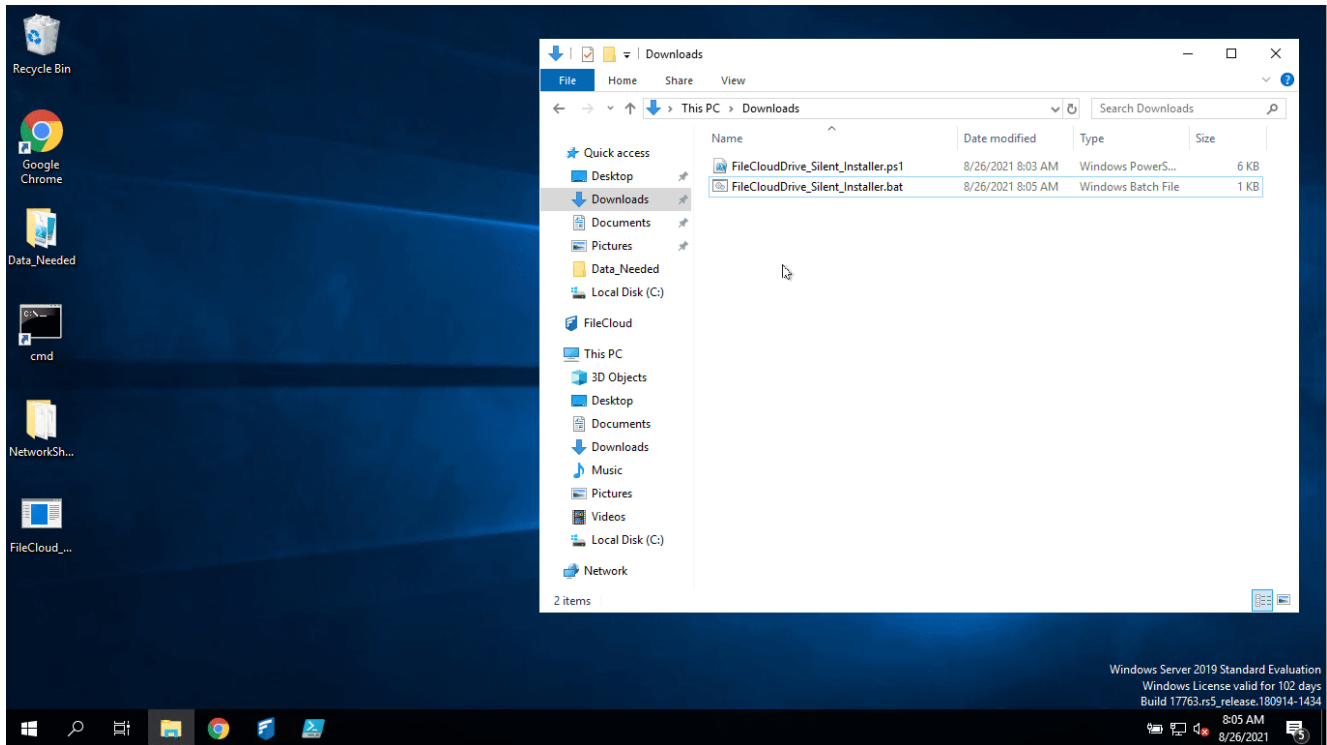 Recycle Bin
Google
Chrome
Data_Needed
C:\_
cmd
NetworkSh...
FileCloud_...
Downloads
File Home Share View
This PC Downloads
Search Downloads
Name Date modified Type Size
FileCloudDrive_Silent_Installer.ps1 8/26/2021 8:03 AM Windows PowerS... 6 KB
FileCloudDrive_Silent_Installer.bat 8/26/2021 8:05 AM Windows Batch File 1 KB
Quick access
Desktop
Downloads
Documents
Pictures
Data_Needed
Local Disk (C:)
FileCloud
This PC
3D Objects
Desktop
Documents
Downloads
Music
Pictures
Videos
Local Disk (C:)
Network
2 items
Windows Server 2019 Standard Evaluation
Windows License valid for 102 days
Build 17763.rs5_release.180914-1434
8:05 AM
8/26/2021
5